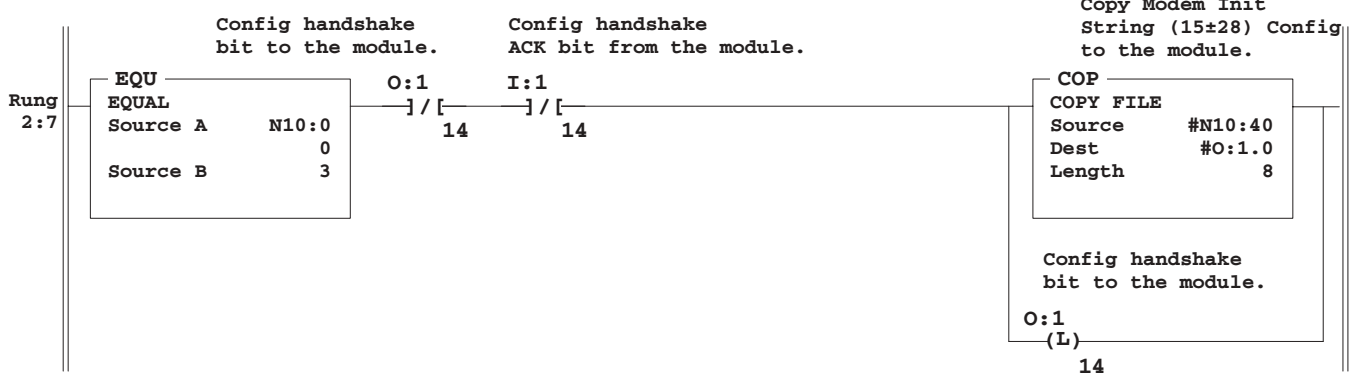 Copy Modem Init
Config handshake Config handshake String (15±28) Config
bit to the module. ACK bit from the module. to the module.
EQU O:1 I:1 COP
Rung EQUAL ]/[ ]/[ COPY FILE
2:7 Source A N10:0 14 14 Source #N10:40
0 Dest #O:1.0
Source B 3 Length 8
Config handshake
bit to the module.
O:1
(L)
14